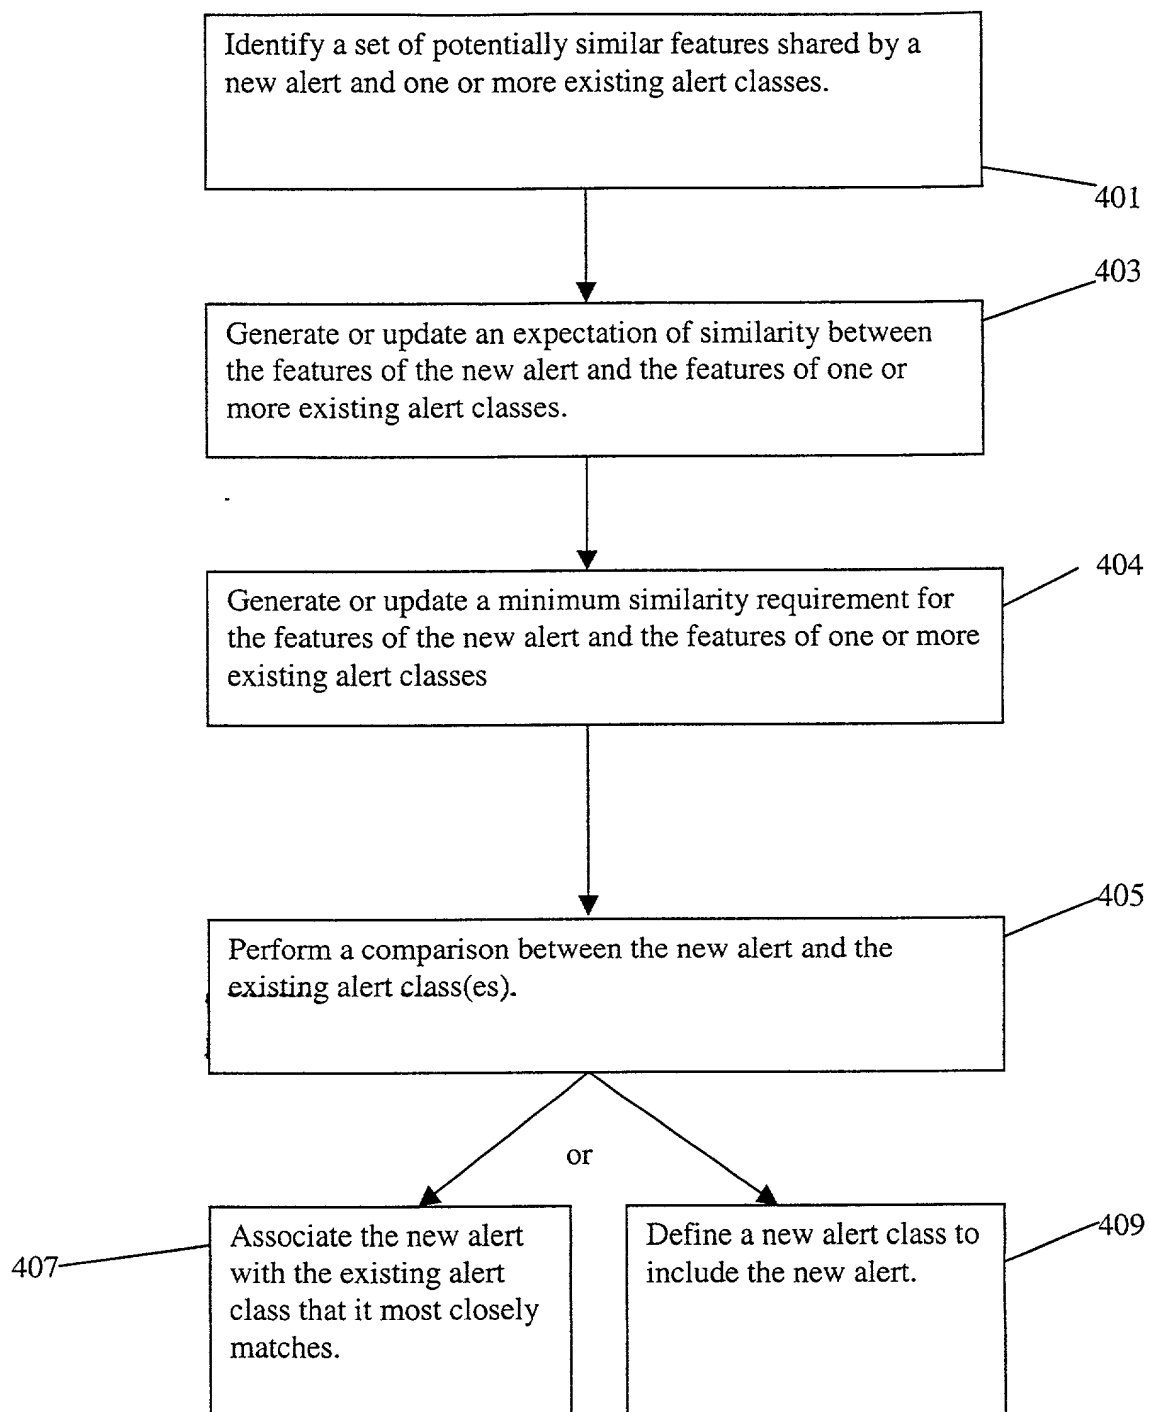 Identify a set of potentially similar features shared by a
new alert and one or more existing alert classes.
401
403
Generate or update an expectation of similarity between
the features of the new alert and the features of one or
more existing alert classes.
404
Generate or update a minimum similarity requirement for
the features of the new alert and the features of one or more
existing alert classes
405
Perform a comparison between the new alert and the
existing alert class(es).
or
407
Associate the new alert
with the existing alert
class that it most closely
matches.
Define a new alert class to
include the new alert.
409